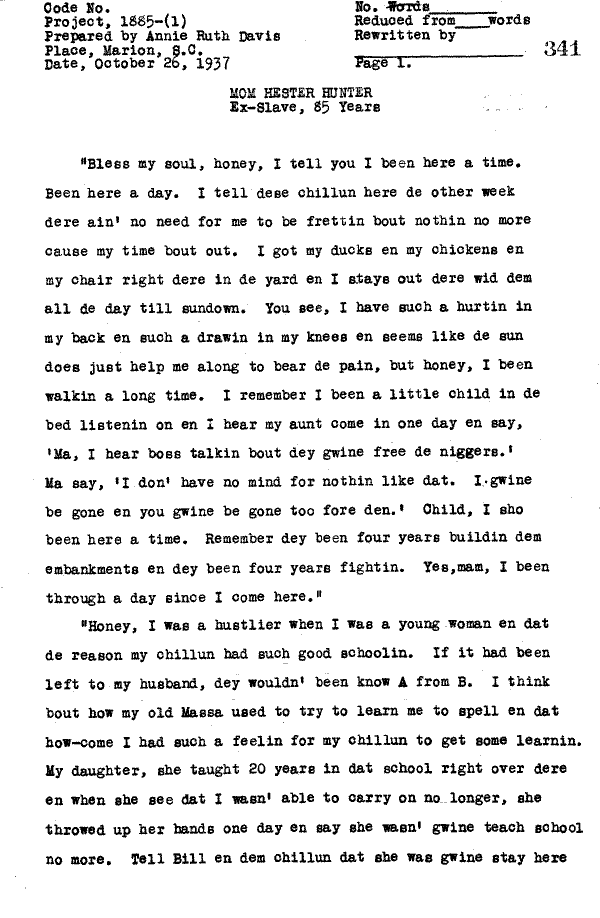 Code No.
No. Words
Project, 1885-(1)
Reduced from____words
Prepared by Annie Ruth Davis
Rewritten by
Place, Marion, S.C.
341
Date, October 26, 1937
Page 1.
MOM HESTER HUNTER
Ex-Slave, 85 Years
"Bless my soul, honey, I tell you I been here a time.
Been here a day. I tell dese chillun here de other week
dere ain' no need for me to be frettin bout nothin no more
cause my time bout out. I got my ducks en my chickens en
my chair right dere in de yard en I stays out dere wid dem
all de day till sundown. You see, I have such a hurtin in
my back en such a drawin in my knees en seems like de sun
does just help me along to bear de pain, but honey, I been
walkin a long time. I remember I been a little child in de
bed listenin on en I hear my aunt come in one day en say,
'Ma, I hear boss talkin bout dey gwine free de niggers.'
Ma say, 'I don' have no mind for nothin like dat. I gwine
be gone en you gwine be gone too fore den.' Child, I sho
been here a time. Remember dey been four years buildin dem
embankments en dey been four years fightin. Yes,mam, I been
through a day since I come here."
"Honey, I was a hustlier when I was a young woman en dat
de reason my chillun had such good schoolin. If it had been
left to my husband, dey wouldn' been know A from B. I think
bout how my old Massa used to try to learn me to spell en dat
how-come I had such a feelin for my chillun to get some learnin.
My daughter, she taught 20 years in dat school right over dere
en when she see dat I wasn' able to carry on no longer, she
throwed up her hands one day en say she wasn' gwine teach school
no more. Tell Bill en dem chillun dat she was gwine stay here